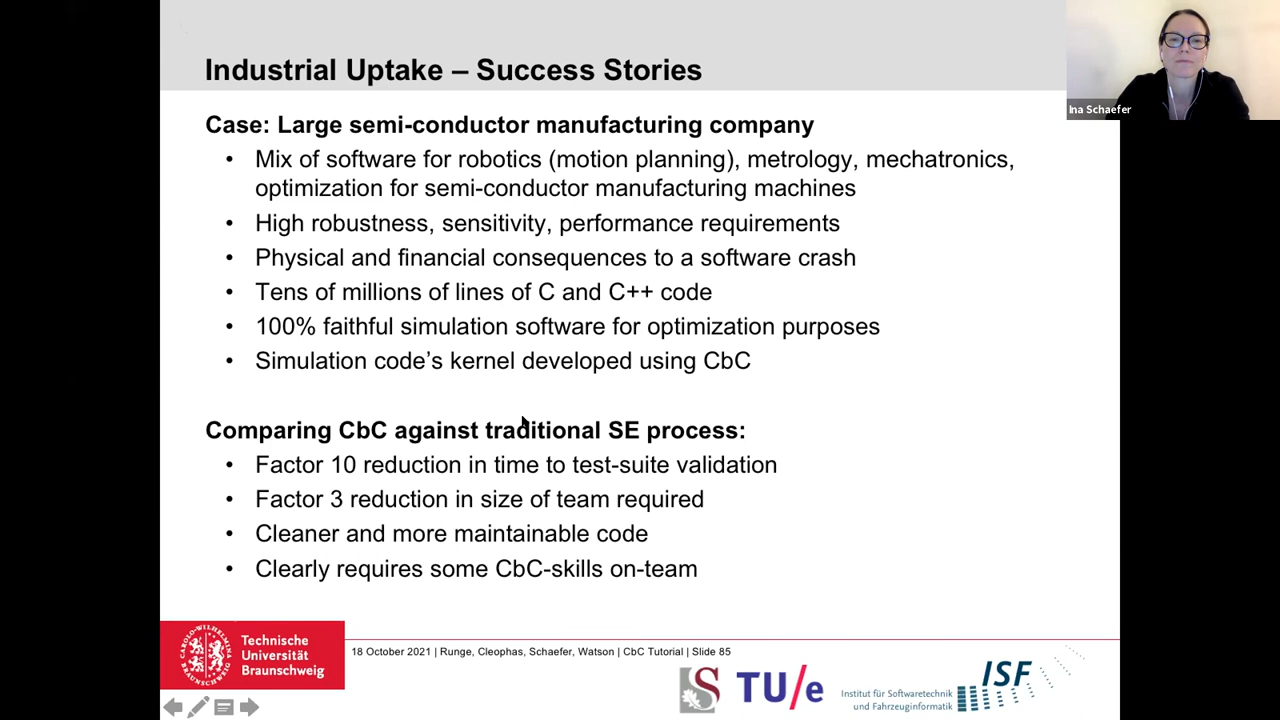 Industrial Uptake – Success Stories
Ina Schaefer
Case: Large semi-conductor manufacturing company
• Mix of software for robotics (motion planning), metrology, mechatronics,
optimization for semi-conductor manufacturing machines
• High robustness, sensitivity, performance requirements
• Physical and financial consequences to a software crash
• Tens of millions of lines of C and C++ code
• 100% faithful simulation software for optimization purposes
• Simulation code’s kernel developed using CbC
Comparing CbC against traditional SE process:
• Factor 10 reduction in time to test-suite validation
• Factor 3 reduction in size of team required
• Cleaner and more maintainable code
• Clearly requires some CbC-skills on-team
Technische
Universität
Braunschweig
18 October 2021 | Runge, Cleophas, Schaefer, Watson | CbC Tutorial | Slide 85
S
TU/e
Institut für Softwaretechnik
und Fahrzeuginformatik
ISF